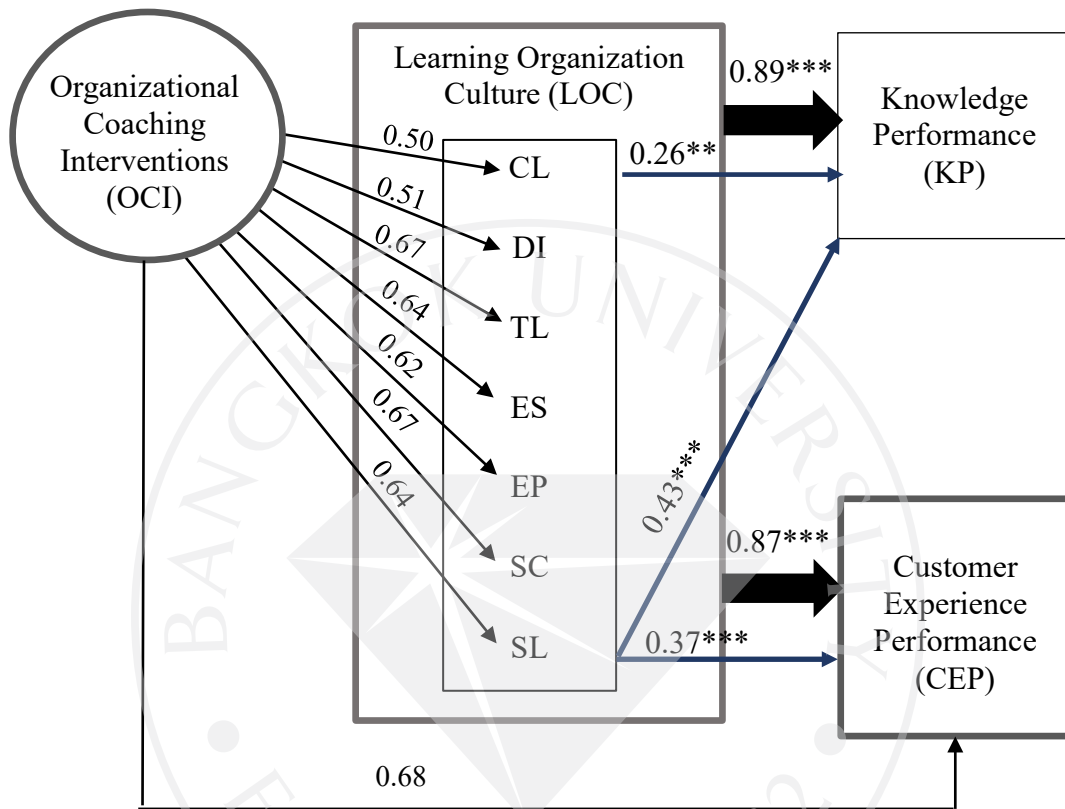 Organizational
Coaching
Interventions
(OCI)
Learning Organization
Culture (LOC)
0.89***
Knowledge
Performance
(KP)
0.50
CL
0.26**
0.51
DI
0.67
TL
0.64
ES
0.62
EP
0.67
SC
0.64
SL
0.43***
0.87***
0.37***
Customer
Experience
Performance
(CEP)
0.68
BANGKOK UNIVERSITY